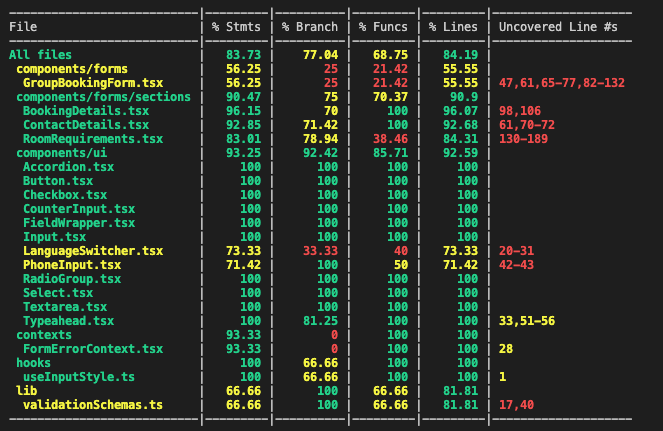 File | % Stmts | % Branch | % Funcs | % Lines | Uncovered Line #s
All files | 83.73 | 77.04 | 68.75 | 84.19 |
components/forms | 56.25 | 25 | 21.42 | 55.55 |
GroupBookingForm.tsx | 56.25 | 25 | 21.42 | 55.55 | 47,61,65-77,82-132
components/forms/sections | 90.47 | 75 | 70.37 | 90.9 |
BookingDetails.tsx | 96.15 | 70 | 100 | 96.07 | 98,106
ContactDetails.tsx | 92.85 | 71.42 | 100 | 92.68 | 61,70-72
RoomRequirements.tsx | 83.01 | 78.94 | 38.46 | 84.31 | 130-189
components/ui | 93.25 | 92.42 | 85.71 | 92.59 |
Accordion.tsx | 100 | 100 | 100 | 100 |
Button.tsx | 100 | 100 | 100 | 100 |
Checkbox.tsx | 100 | 100 | 100 | 100 |
CounterInput.tsx | 100 | 100 | 100 | 100 |
FieldWrapper.tsx | 100 | 100 | 100 | 100 |
Input.tsx | 100 | 100 | 100 | 100 |
LanguageSwitcher.tsx | 73.33 | 33.33 | 40 | 73.33 | 20-31
PhoneInput.tsx | 71.42 | 100 | 50 | 71.42 | 42-43
RadioGroup.tsx | 100 | 100 | 100 | 100 |
Select.tsx | 100 | 100 | 100 | 100 |
Textarea.tsx | 100 | 100 | 100 | 100 |
Typeahead.tsx | 100 | 81.25 | 100 | 100 | 33,51-56
contexts | 93.33 | 0 | 100 | 100 |
FormErrorContext.tsx | 93.33 | 0 | 100 | 100 | 28
hooks | 100 | 66.66 | 100 | 100 |
useInputStyle.ts | 100 | 66.66 | 100 | 100 | 1
lib | 66.66 | 100 | 66.66 | 81.81 |
validationSchemas.ts | 66.66 | 100 | 66.66 | 81.81 | 17,40